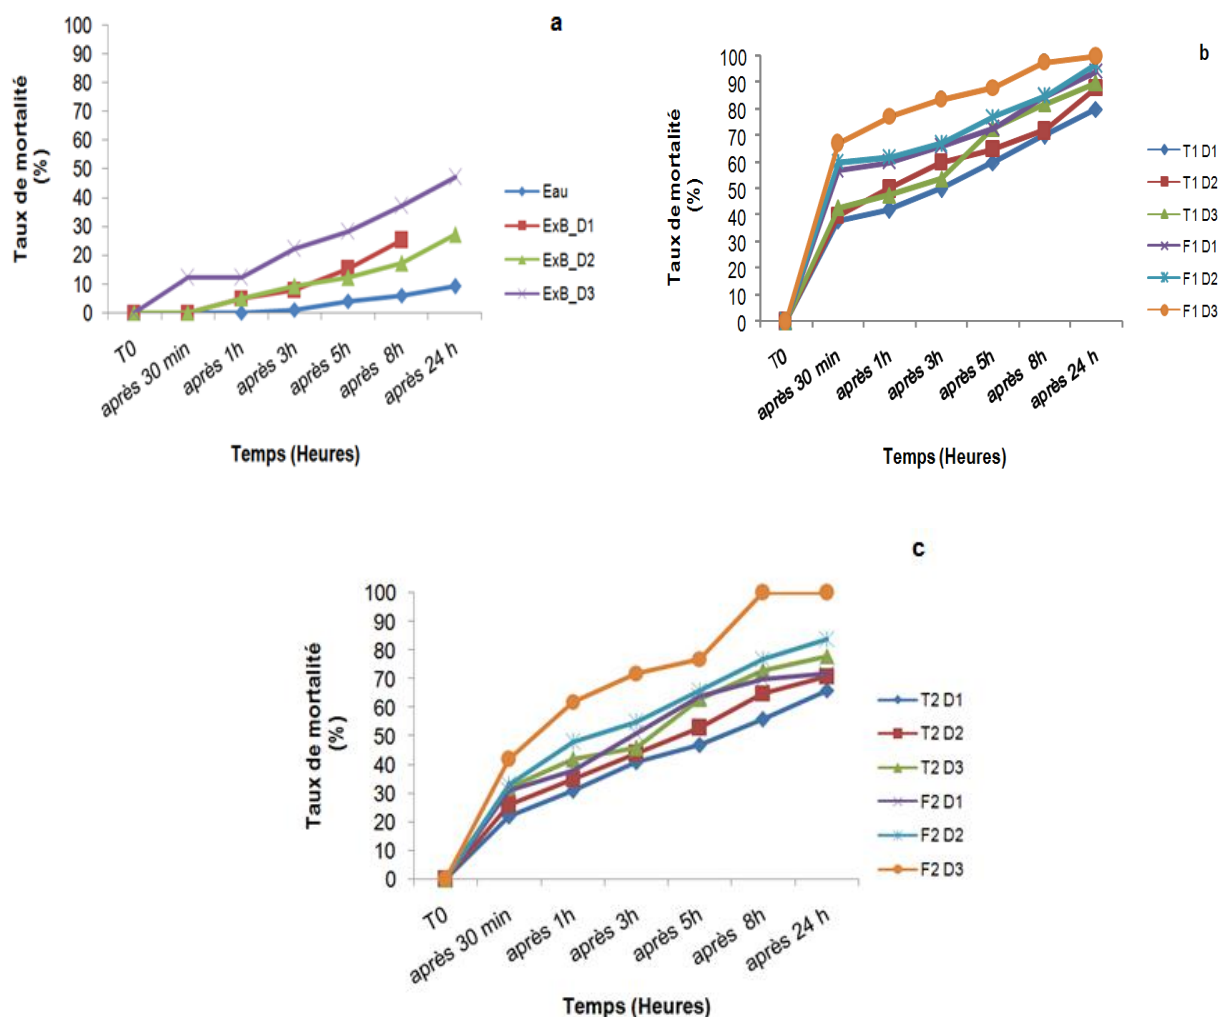 a
100
90
80
70
60
50
40
30
20
10
0
Taux de mortalité
(%)
T0
après 30 min
après 1h
après 3h
après 5h
après 8h
après 24 h
Temps (Heures)
Eau
ExB_D1
ExB_D2
ExB_D3
b
100
90
80
70
60
50
40
30
20
10
0
Taux de mortalité
(%)
T0
après 30 min
après 1h
après 3h
après 5h
après 8h
après 24 h
Temps (Heures)
T1 D1
T1 D2
T1 D3
F1 D1
F1 D2
F1 D3
c
100
90
80
70
60
50
40
30
20
10
0
Taux de mortalité
(%)
T0
après 30 min
après 1h
après 3h
après 5h
après 8h
après 24 h
Temps (Heures)
T2 D1
T2 D2
T2 D3
F2 D1
F2 D2
F2 D3